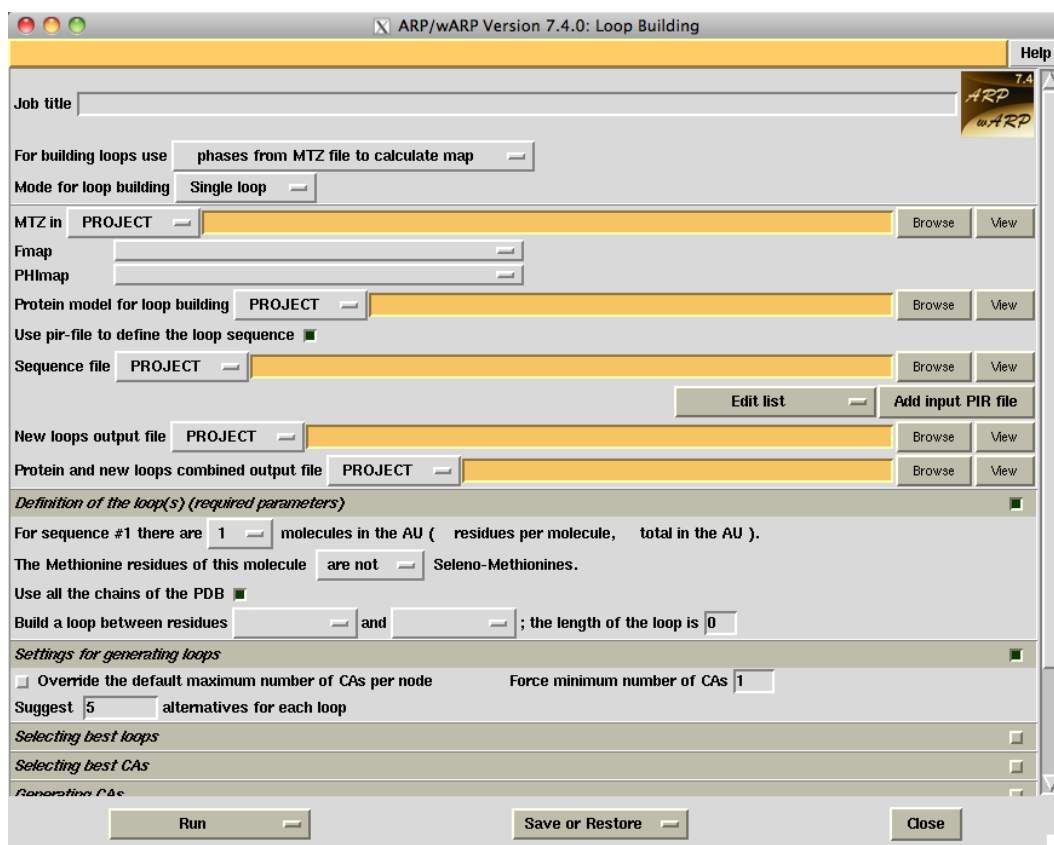 X ARP/wARP Version 7.4.0: Loop Building
Help
Job title
7.4
ARP
wARP
For building loops use phases from MTZ file to calculate map
Mode for loop building Single loop
MTZ in PROJECT Browse View
Fmap
PHImap
Protein model for loop building PROJECT Browse View
Use pir-file to define the loop sequence
Sequence file PROJECT Browse View
Edit list Add input PIR file
New loops output file PROJECT Browse View
Protein and new loops combined output file PROJECT Browse View
Definition of the loop(s) (required parameters)
For sequence #1 there are 1 molecules in the AU ( residues per molecule, total in the AU ).
The Methionine residues of this molecule are not Seleno-Methionines.
Use all the chains of the PDB
Build a loop between residues and ; the length of the loop is 0
Settings for generating loops
Override the default maximum number of CAs per node Force minimum number of CAs 1
Suggest 5 alternatives for each loop
Selecting best loops
Selecting best CAs
Generating CAs
Run Save or Restore Close